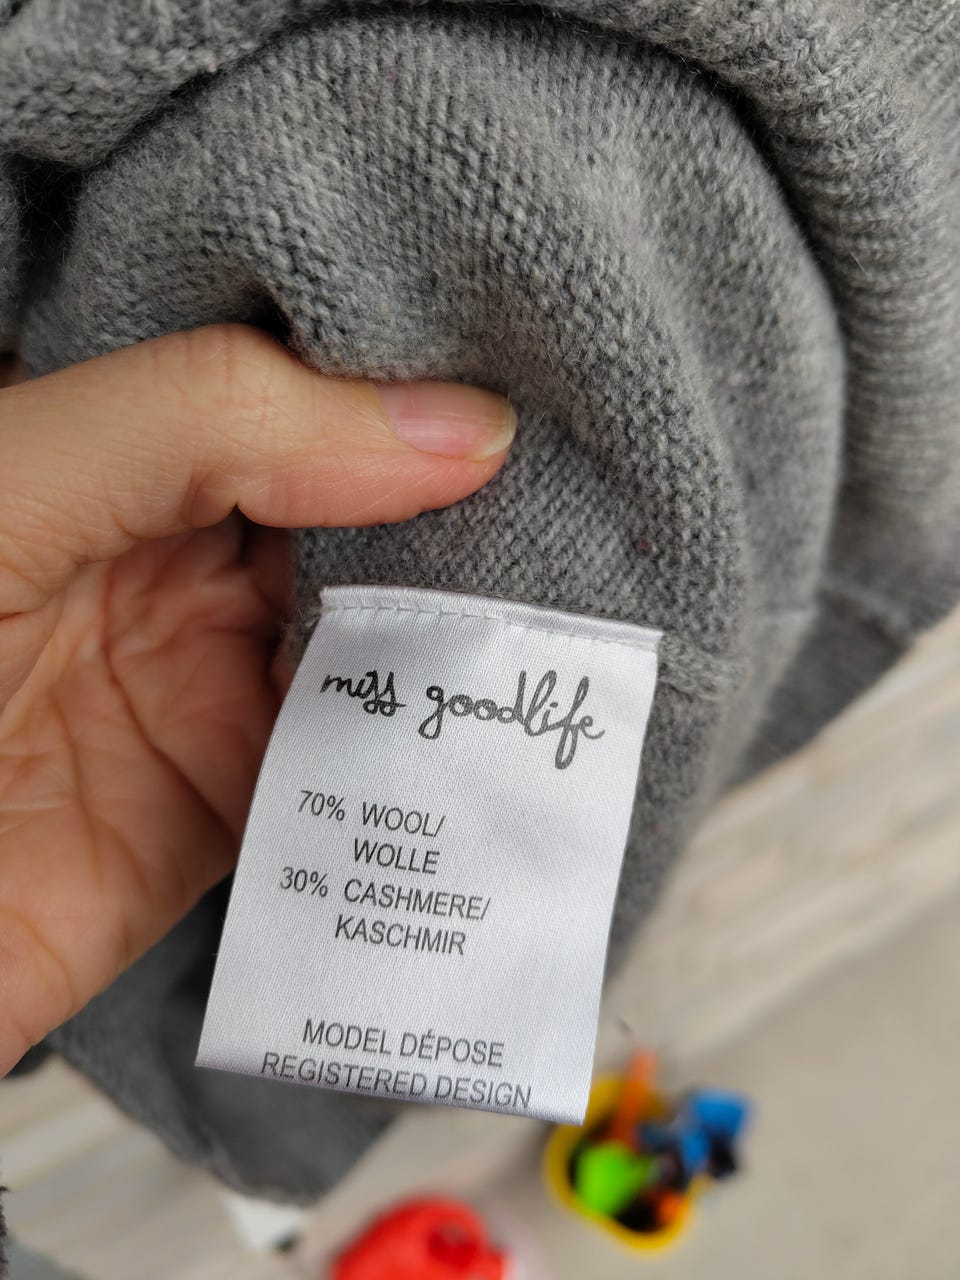 miss goodlife
70% WOOL/
WOLLE
30% CASHMERE/
KASCHMIR
MODEL DÉPOSE
REGISTERED DESIGN